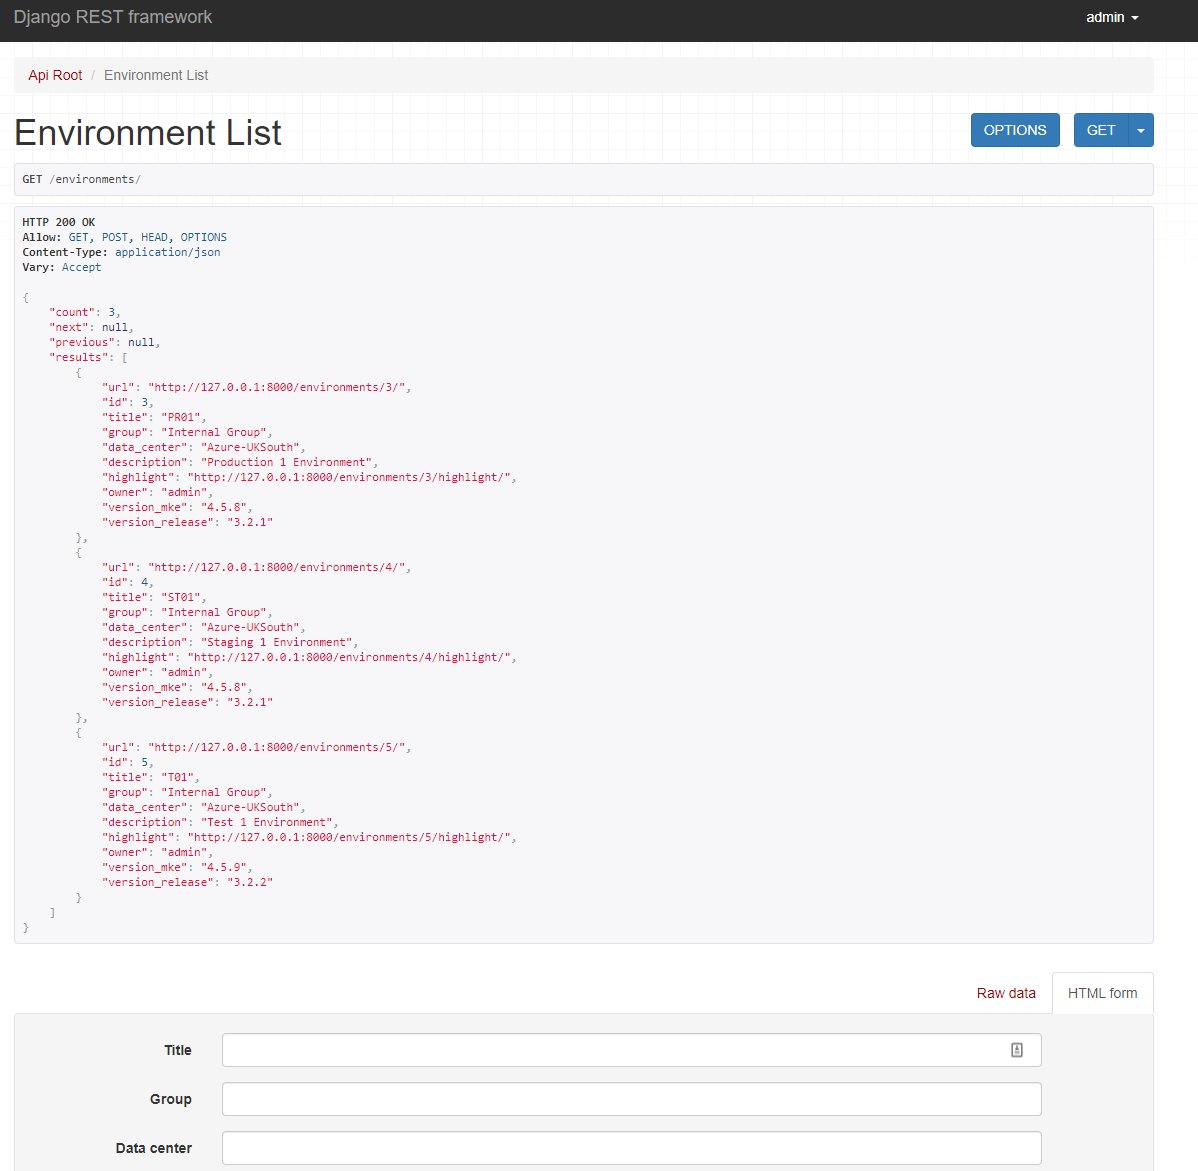 Django REST framework
admin
Api Root / Environment List
Environment List
OPTIONS
GET
GET /environments/
HTTP 200 OK
Allow: GET, POST, HEAD, OPTIONS
Content-Type: application/json
Vary: Accept
{
    "count": 3,
    "next": null,
    "previous": null,
    "results": [
        {
            "url": "http://127.0.0.1:8000/environments/3/",
            "id": 3,
            "title": "PR01",
            "group": "Internal Group",
            "data_center": "Azure-UKSouth",
            "description": "Production 1 Environment",
            "highlight": "http://127.0.0.1:8000/environments/3/highlight/",
            "owner": "admin",
            "version_mke": "4.5.8",
            "version_release": "3.2.1"
        },
        {
            "url": "http://127.0.0.1:8000/environments/4/",
            "id": 4,
            "title": "ST01",
            "group": "Internal Group",
            "data_center": "Azure-UKSouth",
            "description": "Staging 1 Environment",
            "highlight": "http://127.0.0.1:8000/environments/4/highlight/",
            "owner": "admin",
            "version_mke": "4.5.8",
            "version_release": "3.2.1"
        },
        {
            "url": "http://127.0.0.1:8000/environments/5/",
            "id": 5,
            "title": "T01",
            "group": "Internal Group",
            "data_center": "Azure-UKSouth",
            "description": "Test 1 Environment",
            "highlight": "http://127.0.0.1:8000/environments/5/highlight/",
            "owner": "admin",
            "version_mke": "4.5.9",
            "version_release": "3.2.2"
        }
    ]
}
Raw data
HTML form
Title
Group
Data center